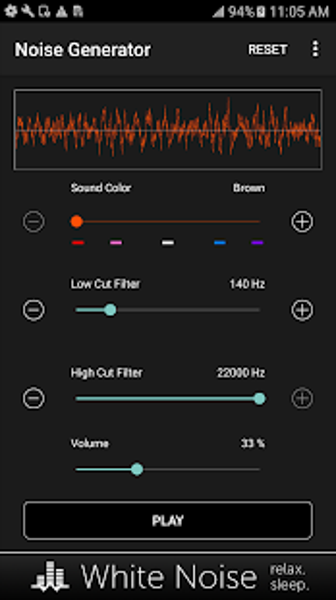 94% 11:05 AM
Noise Generator RESET
Sound Color Brown
Low Cut Filter 140 Hz
High Cut Filter 22000 Hz
Volume 33 %
PLAY
White Noise relax.
sleep.